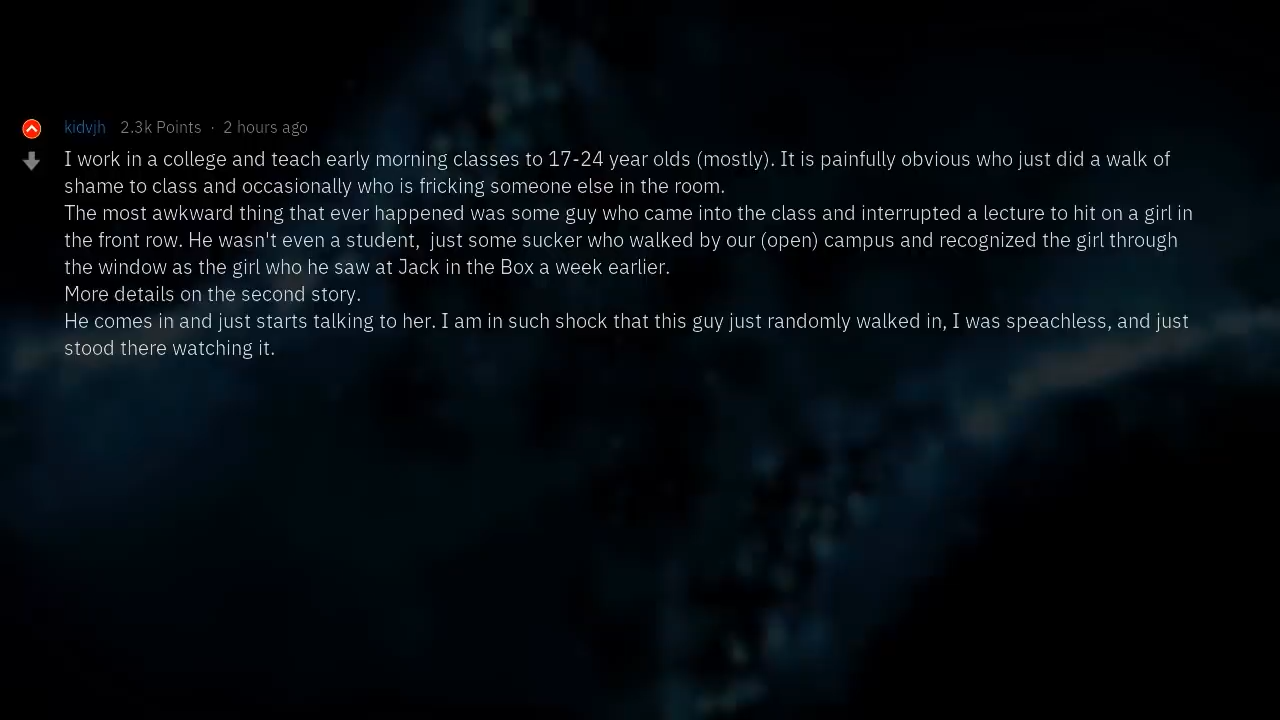 kidvjh 2.3k Points · 2 hours ago
I work in a college and teach early morning classes to 17-24 year olds (mostly). It is painfully obvious who just did a walk of
shame to class and occasionally who is fricking someone else in the room.
The most awkward thing that ever happened was some guy who came into the class and interrupted a lecture to hit on a girl in
the front row. He wasn't even a student,  just some sucker who walked by our (open) campus and recognized the girl through
the window as the girl who he saw at Jack in the Box a week earlier.
More details on the second story.
He comes in and just starts talking to her. I am in such shock that this guy just randomly walked in, I was speachless, and just
stood there watching it.